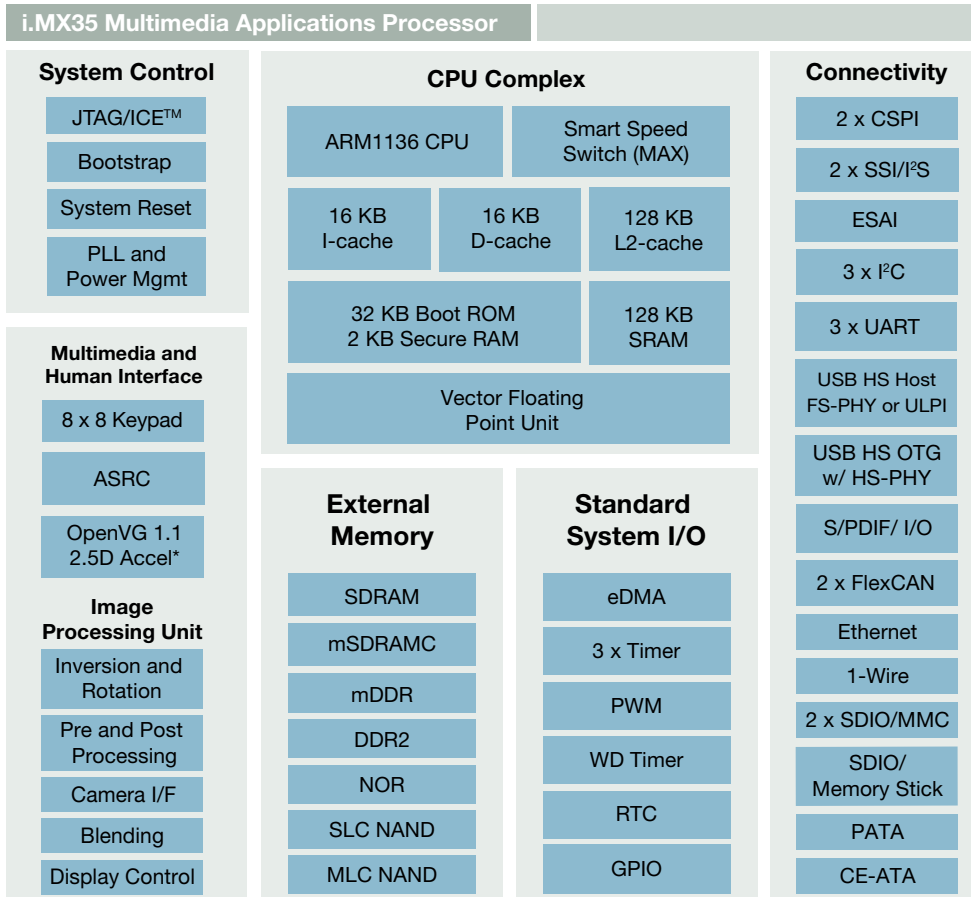 i.MX35 Multimedia Applications Processor
System Control
JTAG/ICE™
Bootstrap
System Reset
PLL and
Power Mgmt
Multimedia and
Human Interface
8 x 8 Keypad
ASRC
OpenVG 1.1
2.5D Accel*
Image
Processing Unit
Inversion and
Rotation
Pre and Post
Processing
Camera I/F
Blending
Display Control
CPU Complex
ARM1136 CPU
Smart Speed
Switch (MAX)
16 KB
I-cache
16 KB
D-cache
128 KB
L2-cache
32 KB Boot ROM
2 KB Secure RAM
128 KB
SRAM
Vector Floating
Point Unit
External
Memory
SDRAM
mSDRAMC
mDDR
DDR2
NOR
SLC NAND
MLC NAND
Standard
System I/O
eDMA
3 x Timer
PWM
WD Timer
RTC
GPIO
Connectivity
2 x CSPI
2 x SSI/I²S
ESAI
3 x I²C
3 x UART
USB HS Host
FS-PHY or ULPI
USB HS OTG
w/ HS-PHY
S/PDIF/ I/O
2 x FlexCAN
Ethernet
1-Wire
2 x SDIO/MMC
SDIO/
Memory Stick
PATA
CE-ATA